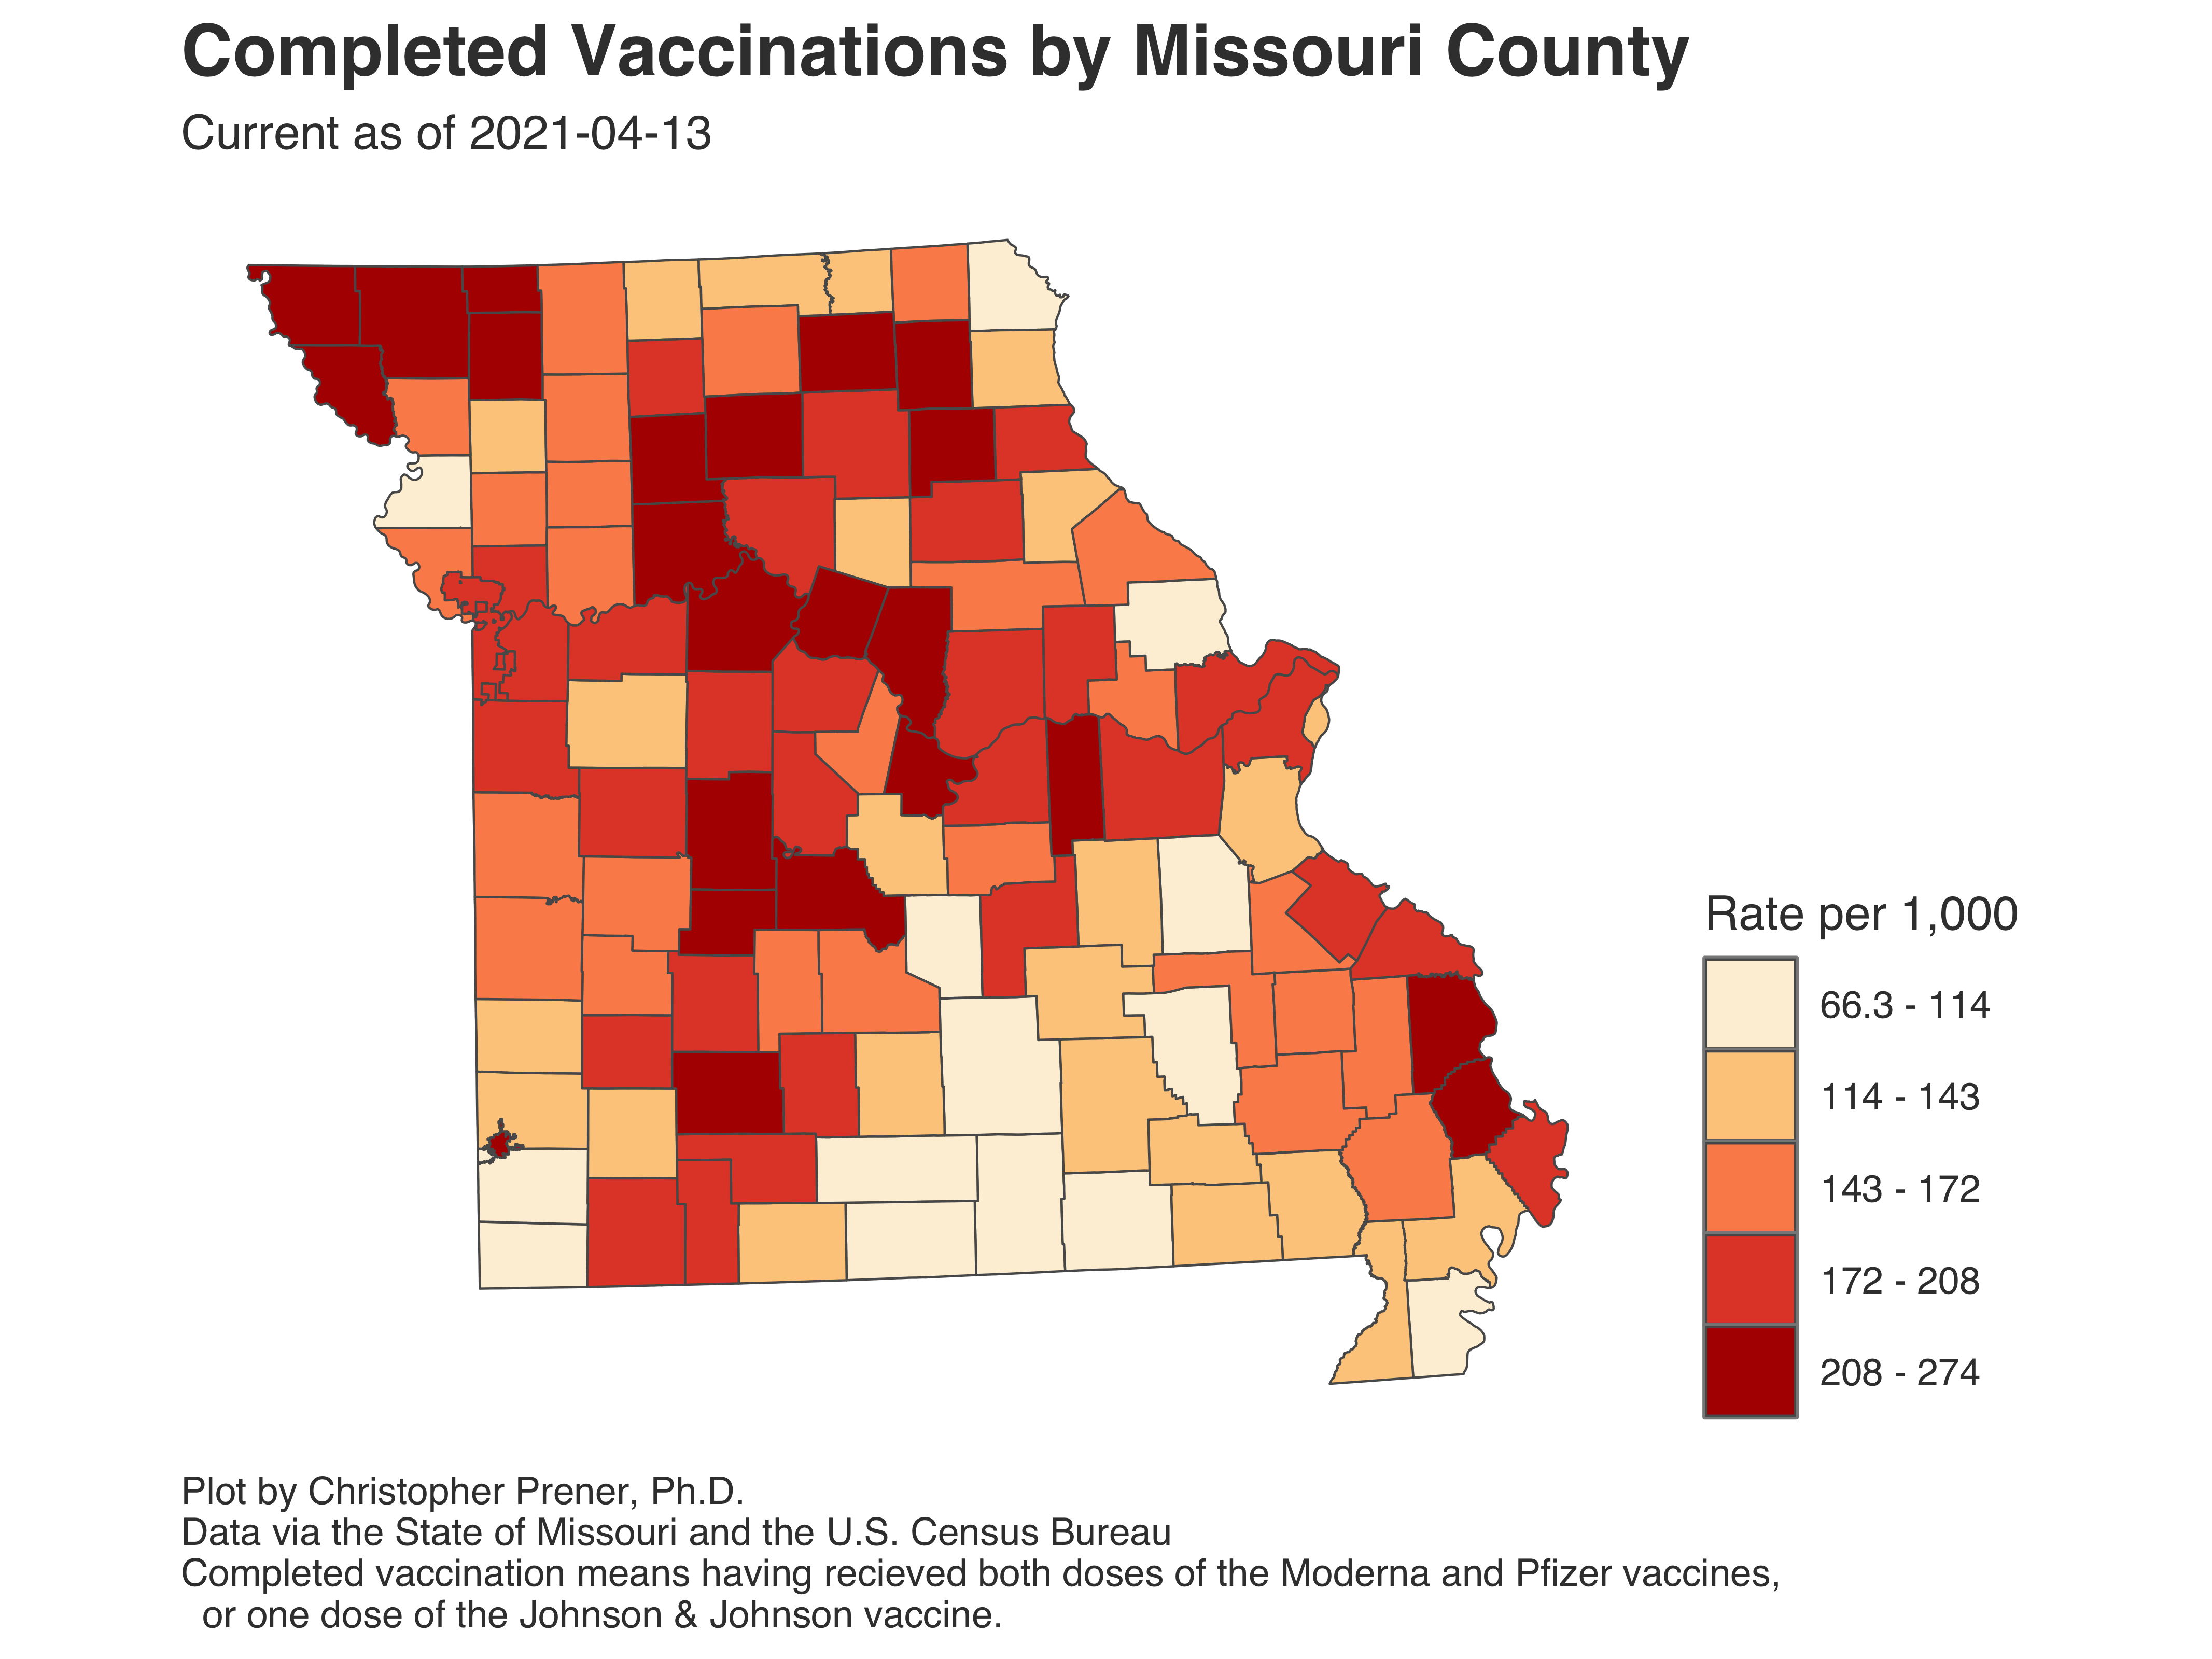 Completed Vaccinations by Missouri County
Current as of 2021-04-13
Rate per 1,000
66.3 - 114
114 - 143
143 - 172
172 - 208
208 - 274
Plot by Christopher Prener, Ph.D.
Data via the State of Missouri and the U.S. Census Bureau
Completed vaccination means having recieved both doses of the Moderna and Pfizer vaccines,
or one dose of the Johnson & Johnson vaccine.